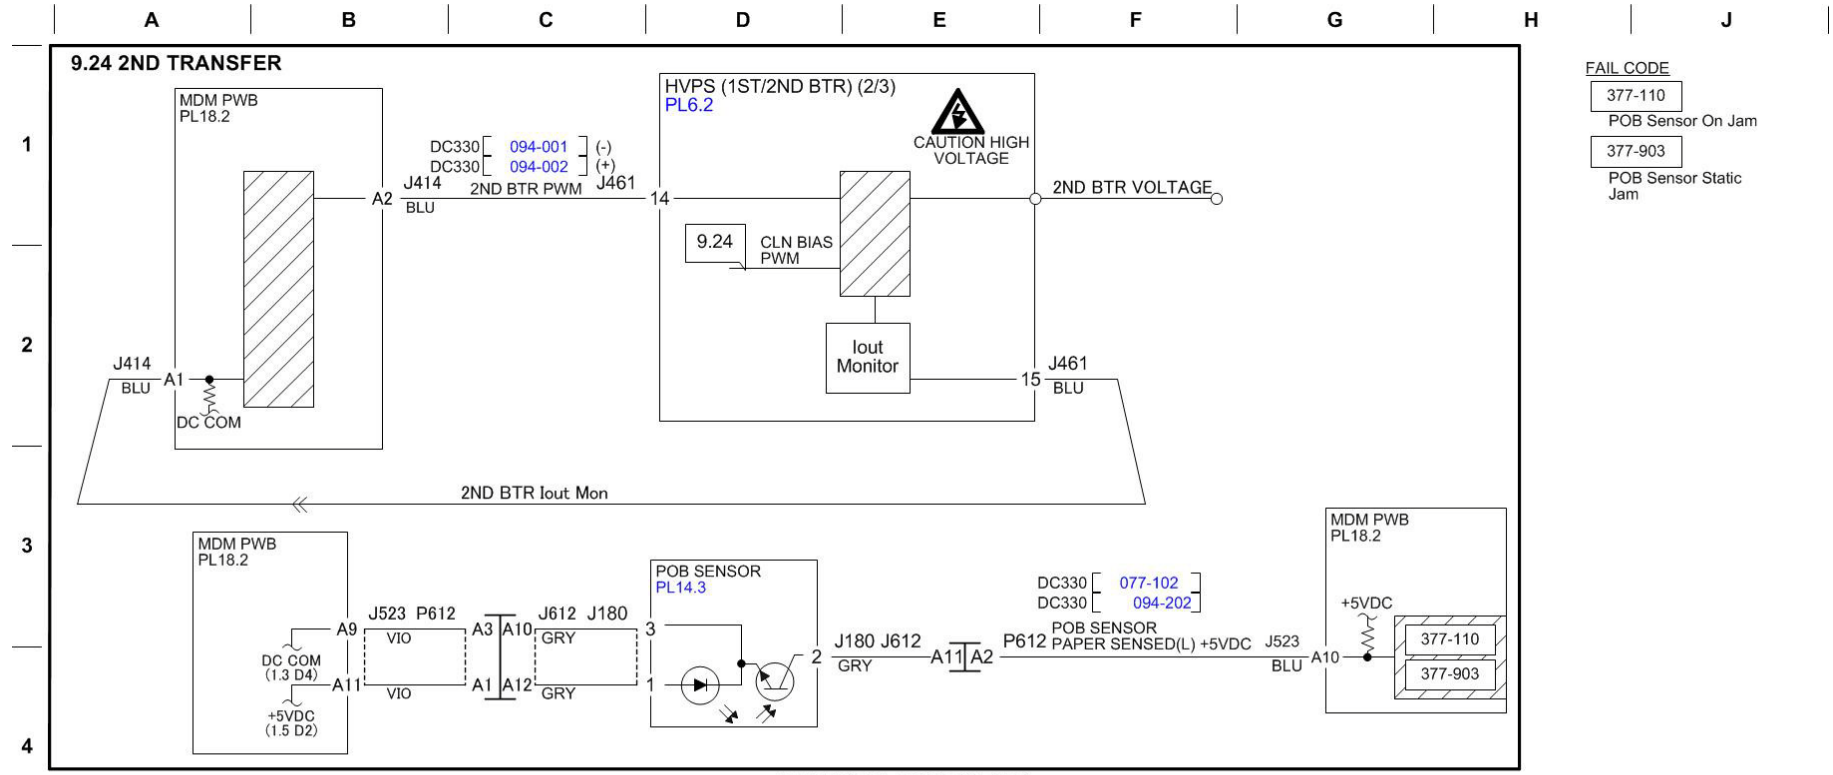 A B C D E F G H J
9.24 2ND TRANSFER
MDM PWB
PL18.2
A2
J414
BLU
DC330 094-001 (-)
DC330 094-002 (+)
2ND BTR PWM
J461
14
HVPS (1ST/2ND BTR) (2/3)
PL6.2
CAUTION HIGH
VOLTAGE
9.24
CLN BIAS
PWM
2ND BTR VOLTAGE
Iout
Monitor
15
J461
BLU
J414
BLU
A1
DC COM
2ND BTR Iout Mon
FAIL CODE
377-110
POB Sensor On Jam
377-903
POB Sensor Static
Jam
1
2
3
4
MDM PWB
PL18.2
A9
DC COM
(1.3 D4)
A11
+5VDC
(1.5 D2)
J523 P612
VIO
VIO
A3 A10
A1 A12
J612 J180
GRY
GRY
POB SENSOR
PL14.3
3
1
2
J180 J612
GRY
A11 A2
P612
DC330 077-102
DC330 094-202
POB SENSOR
PAPER SENSED(L) +5VDC
J523
BLU
A10
MDM PWB
PL18.2
+5VDC
377-110
377-903